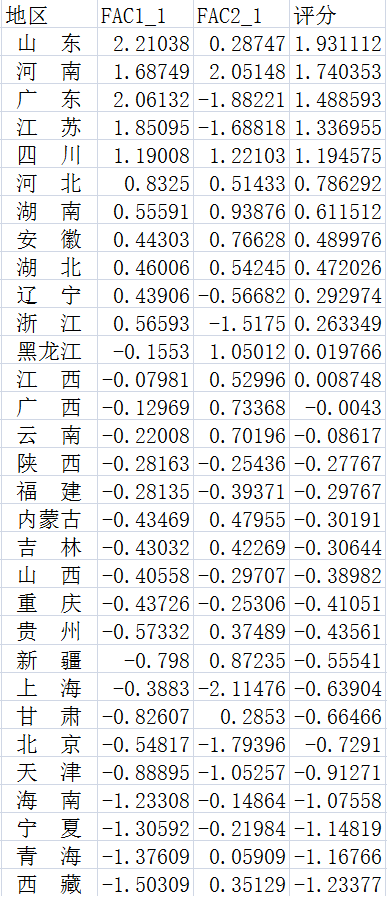 地区 FAC1_1 FAC2_1 评分
山 东 2.21038 0.28747 1.931112
河 南 1.68749 2.05148 1.740353
广 东 2.06132 -1.88221 1.488593
江 苏 1.85095 -1.68818 1.336955
四 川 1.19008 1.22103 1.194575
河 北 0.8325 0.51433 0.786292
湖 南 0.55591 0.93876 0.611512
安 徽 0.44303 0.76628 0.489976
湖 北 0.46006 0.54245 0.472026
辽 宁 0.43906 -0.56682 0.292974
浙 江 0.56593 -1.5175 0.263349
黑龙江 -0.1553 1.05012 0.019766
江 西 -0.07981 0.52996 0.008748
广 西 -0.12969 0.73368 -0.0043
云 南 -0.22008 0.70196 -0.08617
陕 西 -0.28163 -0.25436 -0.27767
福 建 -0.28135 -0.39371 -0.29767
内蒙古 -0.43469 0.47955 -0.30191
吉 林 -0.43032 0.42269 -0.30644
山 西 -0.40558 -0.29707 -0.38982
重 庆 -0.43726 -0.25306 -0.41051
贵 州 -0.57332 0.37489 -0.43561
新 疆 -0.798 0.87235 -0.55541
上 海 -0.3883 -2.11476 -0.63904
甘 肃 -0.82607 0.2853 -0.66466
北 京 -0.54817 -1.79396 -0.7291
天 津 -0.88895 -1.05257 -0.91271
海 南 -1.23308 -0.14864 -1.07558
宁 夏 -1.30592 -0.21984 -1.14819
青 海 -1.37609 0.05909 -1.16766
西 藏 -1.50309 0.35129 -1.23377